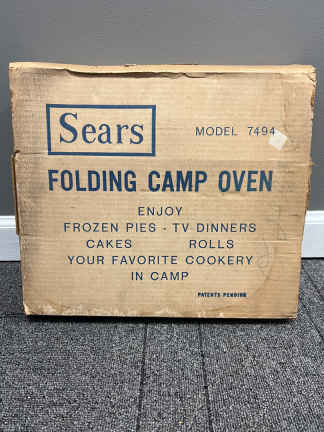 Sears
MODEL 7494
FOLDING CAMP OVEN
ENJOY
FROZEN PIES - TV-DINNERS
CAKES ROLLS
YOUR FAVORITE COOKERY
IN CAMP
PATENTS PENDING